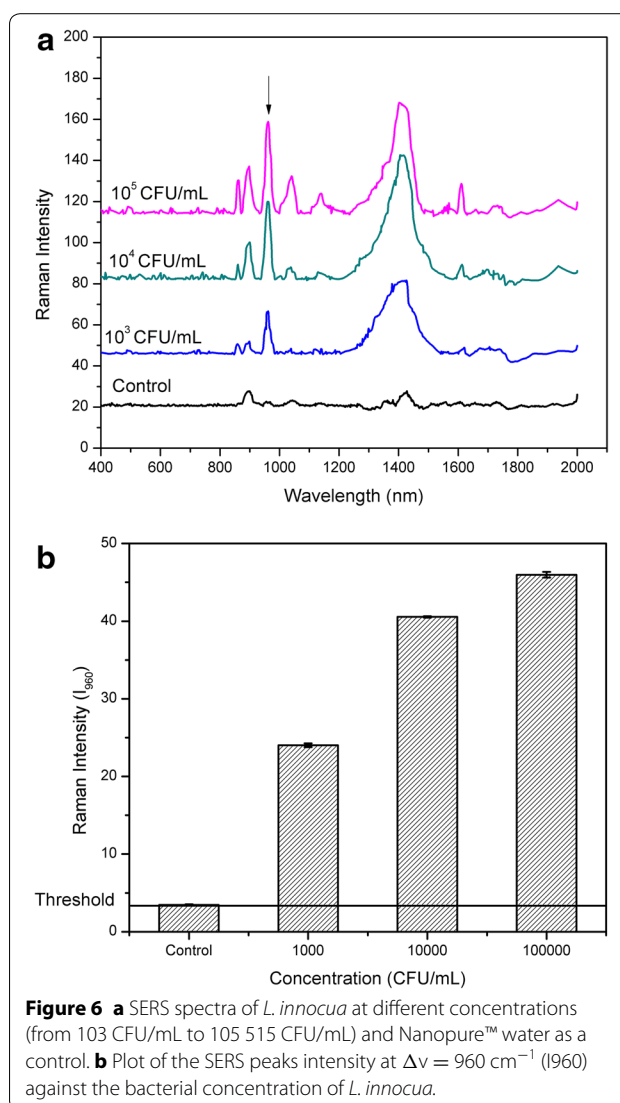 a
200
180
160
140
120
100
80
60
40
20
0
Raman Intensity
10⁵ CFU/mL
10⁴ CFU/mL
10³ CFU/mL
Control
400 600 800 1000 1200 1400 1600 1800 2000
Wavelength (nm)
b
50
40
30
20
10
0
Raman Intensity (I₉₆₀)
Threshold
Control 1000 10000 100000
Concentration (CFU/mL)
Figure 6 a SERS spectra of L. innocua at different concentrations
(from 103 CFU/mL to 105 515 CFU/mL) and Nanopure™ water as a
control. b Plot of the SERS peaks intensity at Δv = 960 cm⁻¹ (I960)
against the bacterial concentration of L. innocua.